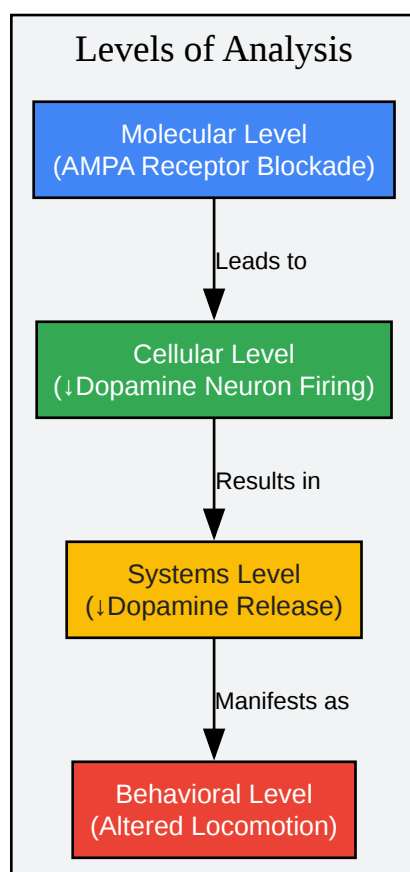 Levels of Analysis
Molecular Level
(AMPA Receptor Blockade)
Leads to
Cellular Level
(↓Dopamine Neuron Firing)
Results in
Systems Level
(↓Dopamine Release)
Manifests as
Behavioral Level
(Altered Locomotion)